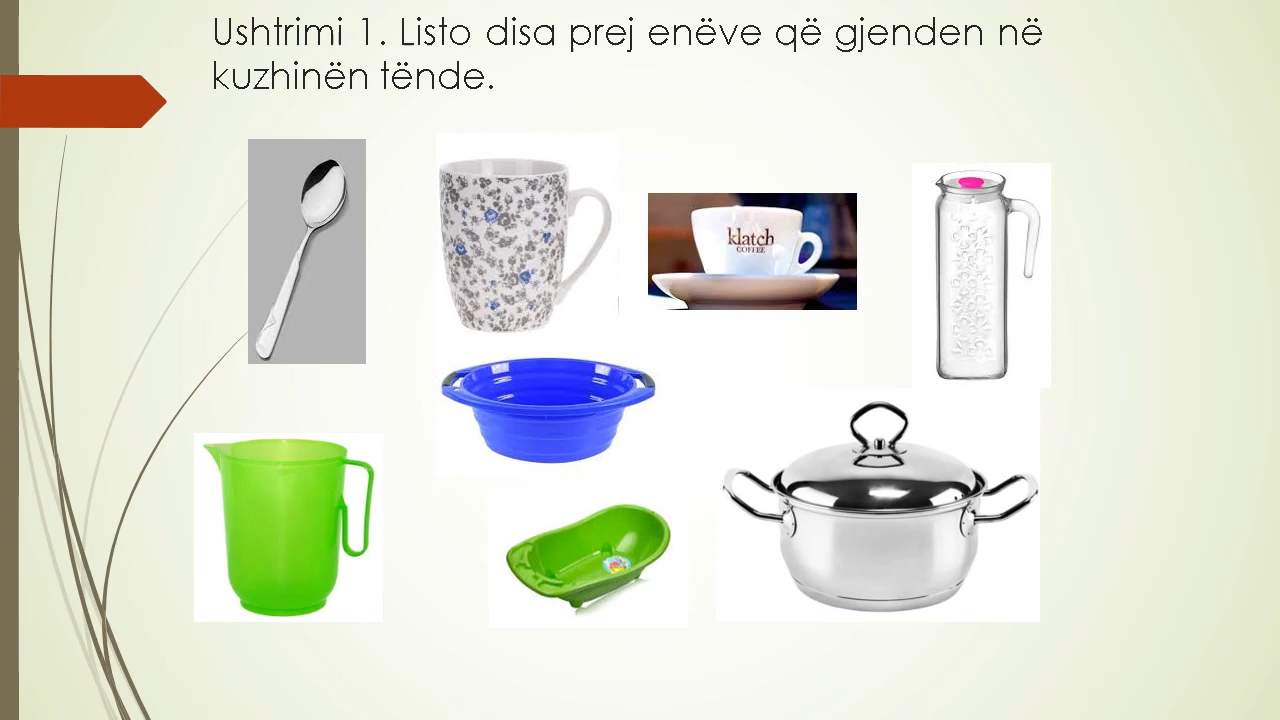 Ushtrimi 1. Listo disa prej enëve që gjenden në
kuzhinën tënde.
klatch
COFFEE